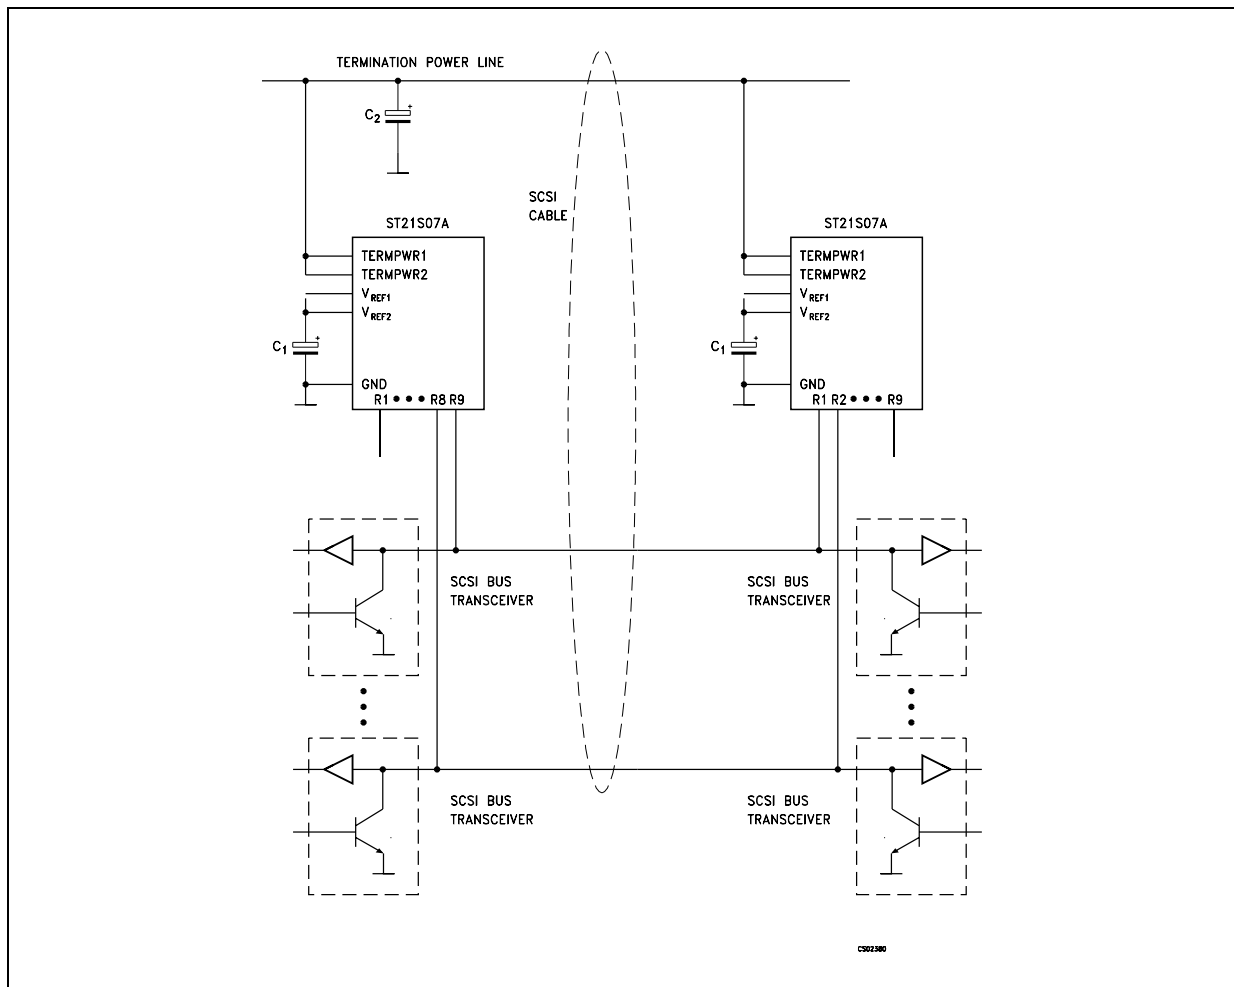 TERMINATION POWER LINE
+
C2
SCSI
CABLE
ST21S07A
TERMPWR1
TERMPWR2
VREF1
VREF2
+
C1
GND
R1 ••• R8 R9
ST21S07A
TERMPWR1
TERMPWR2
VREF1
VREF2
+
C1
GND
R1 R2 ••• R9
SCSI BUS
TRANSCEIVER
SCSI BUS
TRANSCEIVER
SCSI BUS
TRANSCEIVER
SCSI BUS
TRANSCEIVER
CS02380